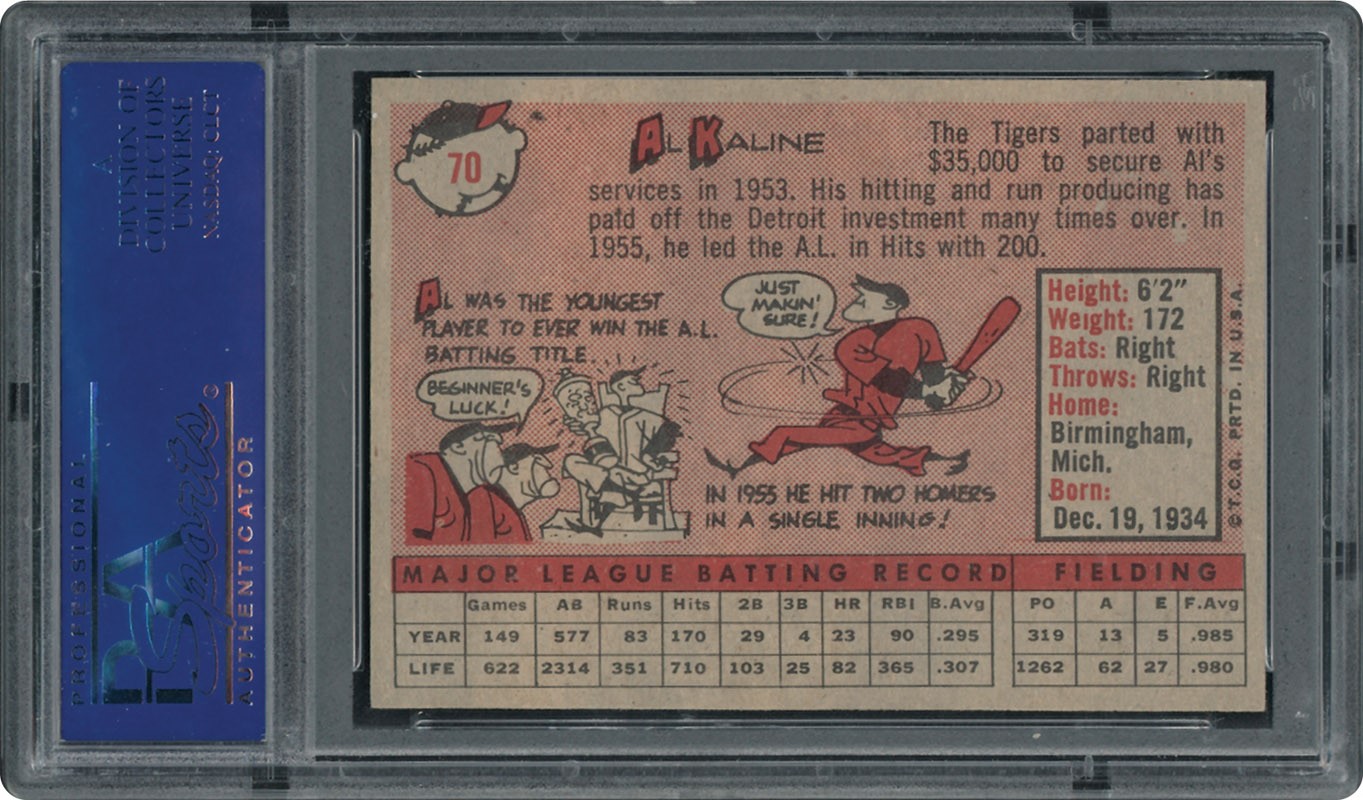 A
DIVISION OF
COLLECTORS
UNIVERSE
NASDAQ: CLCT
PROFESSIONAL
PSA
Sports
AUTHENTICATOR
70
AL KALINE
The Tigers parted with
$35,000 to secure Al's
services in 1953. His hitting and run producing has
paid off the Detroit investment many times over. In
1955, he led the A.L. in Hits with 200.
AL WAS THE YOUNGEST
PLAYER TO EVER WIN THE A.L.
BATTING TITLE...
BEGINNER'S
LUCK!
JUST
MAKIN'
SURE!
IN 1955 HE HIT TWO HOMERS
IN A SINGLE INNING!
Height: 6'2"
Weight: 172
Bats: Right
Throws: Right
Home:
Birmingham,
Mich.
Born:
Dec. 19, 1934
©T.C.G. PRTD. IN U.S.A.
MAJOR LEAGUE BATTING RECORD FIELDING
Games AB Runs Hits 2B 3B HR RBI B.Avg PO A E F.Avg
YEAR 149 577 83 170 29 4 23 90 .295 319 13 5 .985
LIFE 622 2314 351 710 103 25 82 365 .307 1262 62 27 .980